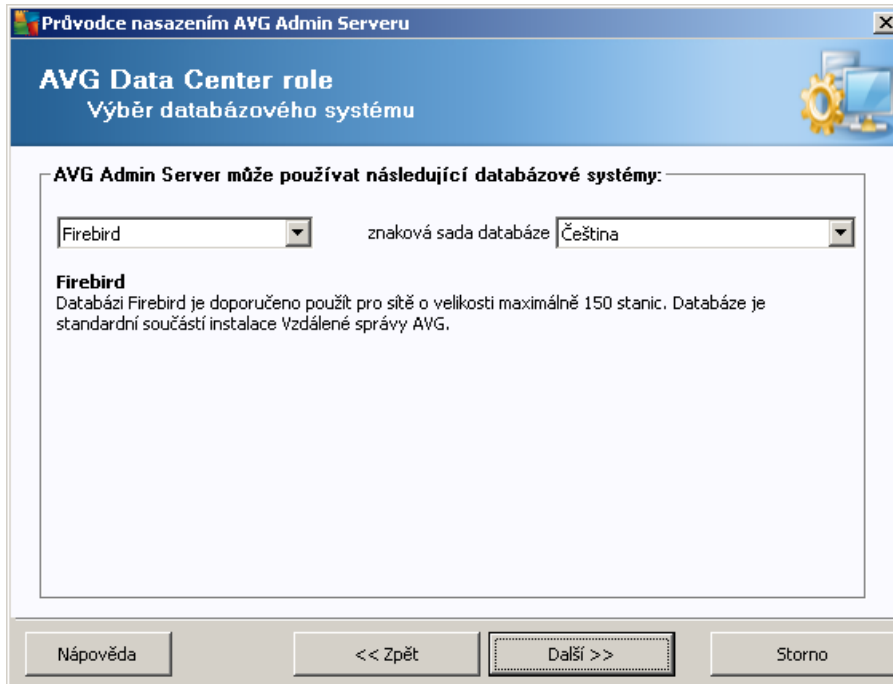 Průvodce nasazením AVG Admin Serveru
AVG Data Center role
Výběr databázového systému
AVG Admin Server může používat následující databázové systémy:
Firebird znaková sada databáze Čeština
Firebird
Databázi Firebird je doporučeno použít pro sítě o velikosti maximálně 150 stanic. Databáze je
standardní součástí instalace Vzdálené správy AVG.
Nápověda << Zpět Další >> Storno